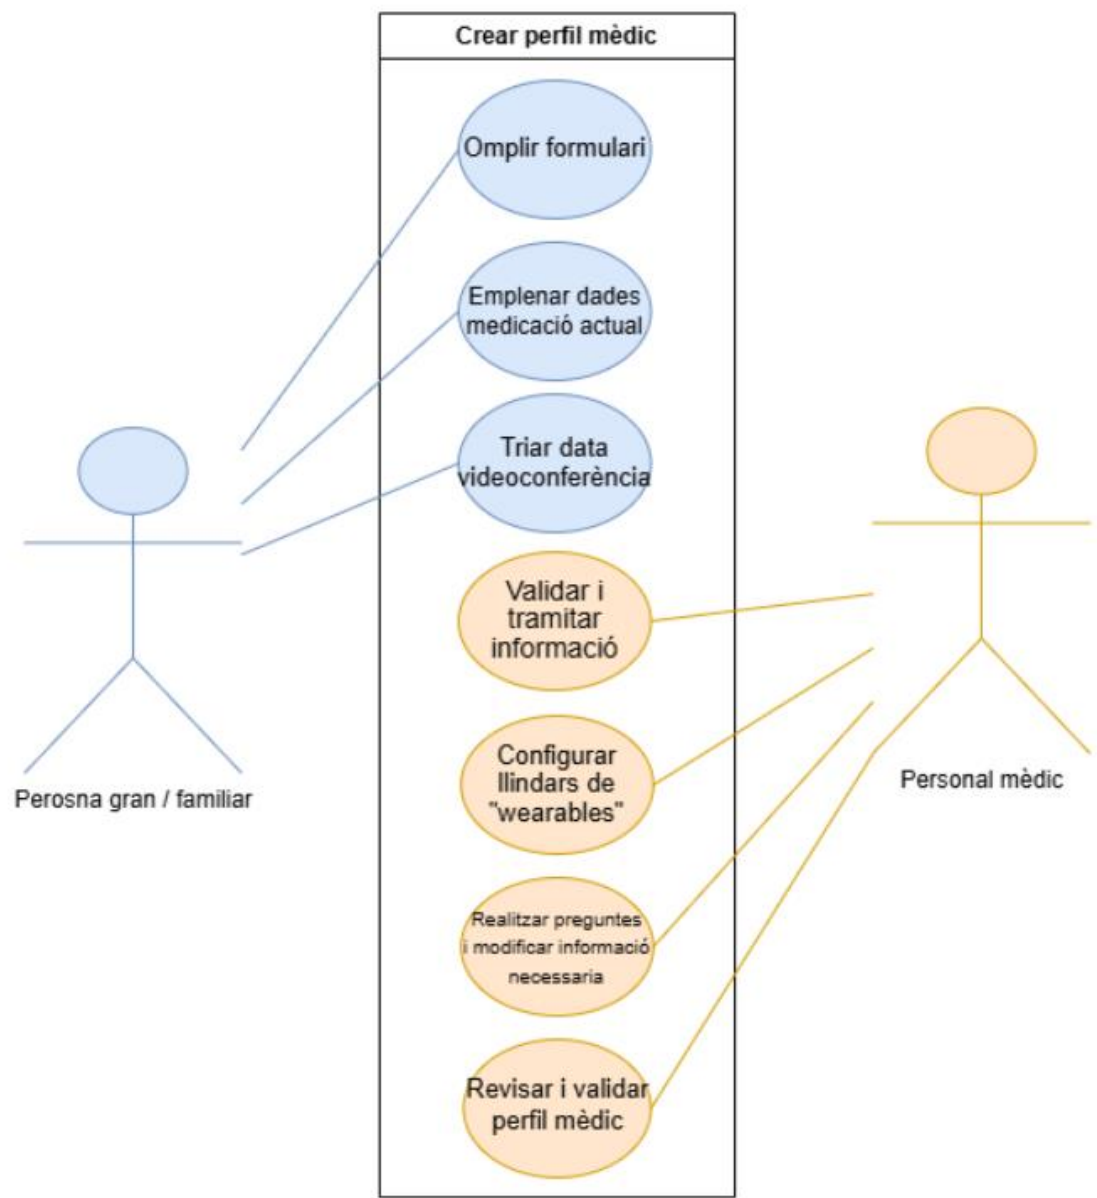 Crear perfil mèdic
Omplir formulari
Emplenar dades
medicació actual
Triar data
videoconferència
Validar i
tramitar
informació
Configurar
llindars de
"wearables"
Realitzar preguntes
i modificar informació
necessaria
Revisar i validar
perfil mèdic
Perosna gran / familiar
Personal mèdic